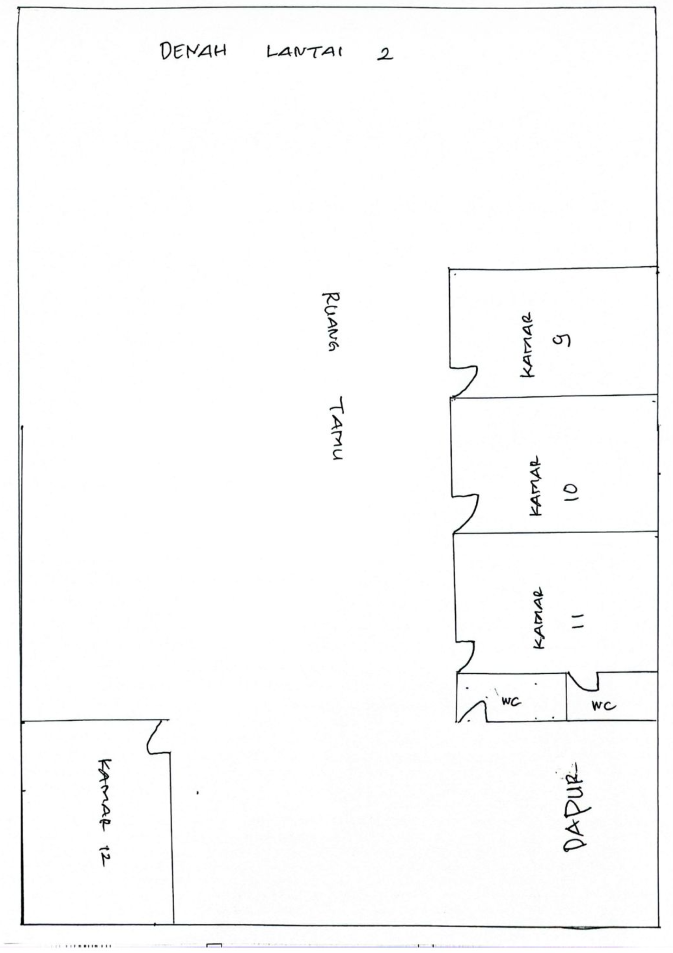 DENAH LANTAI 2
RUANG TAMU
KAMAR
9
KAMAR
10
KAMAR
11
WC
WC
KAMAR 12
DAPUR